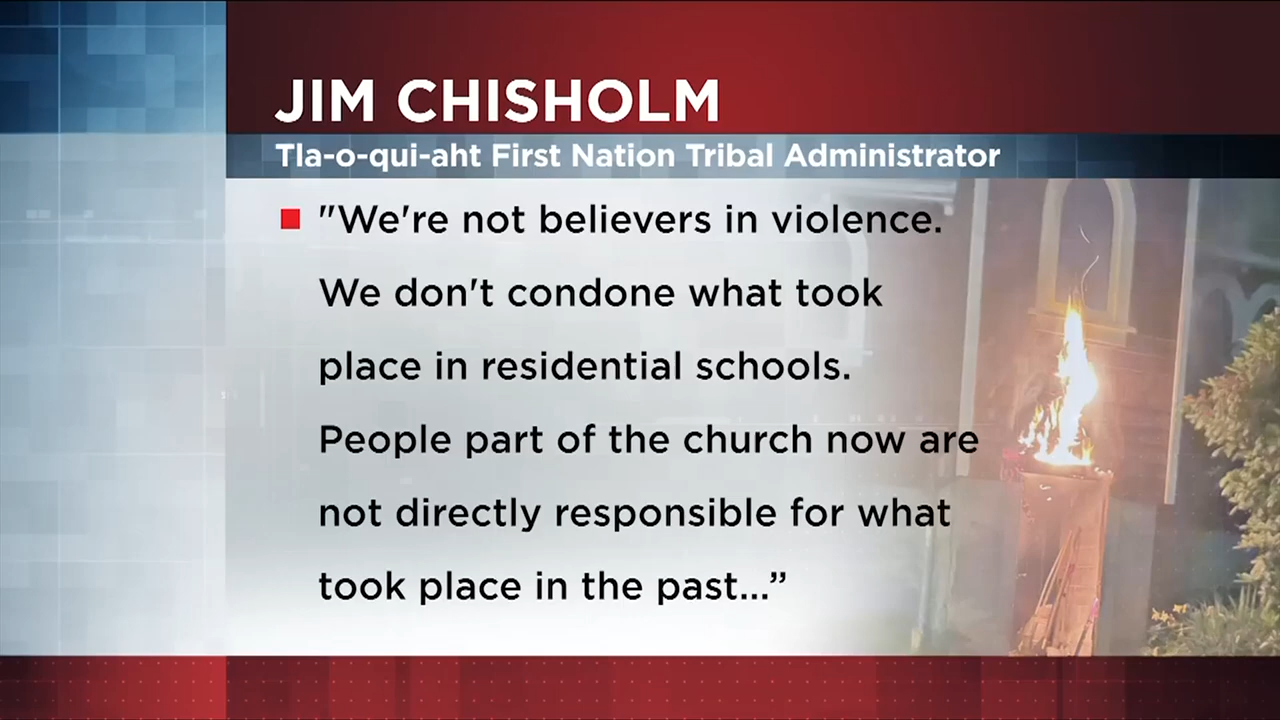 JIM CHISHOLM
Tla-o-qui-aht First Nation Tribal Administrator
"We're not believers in violence.
We don't condone what took
place in residential schools.
People part of the church now are
not directly responsible for what
took place in the past...”